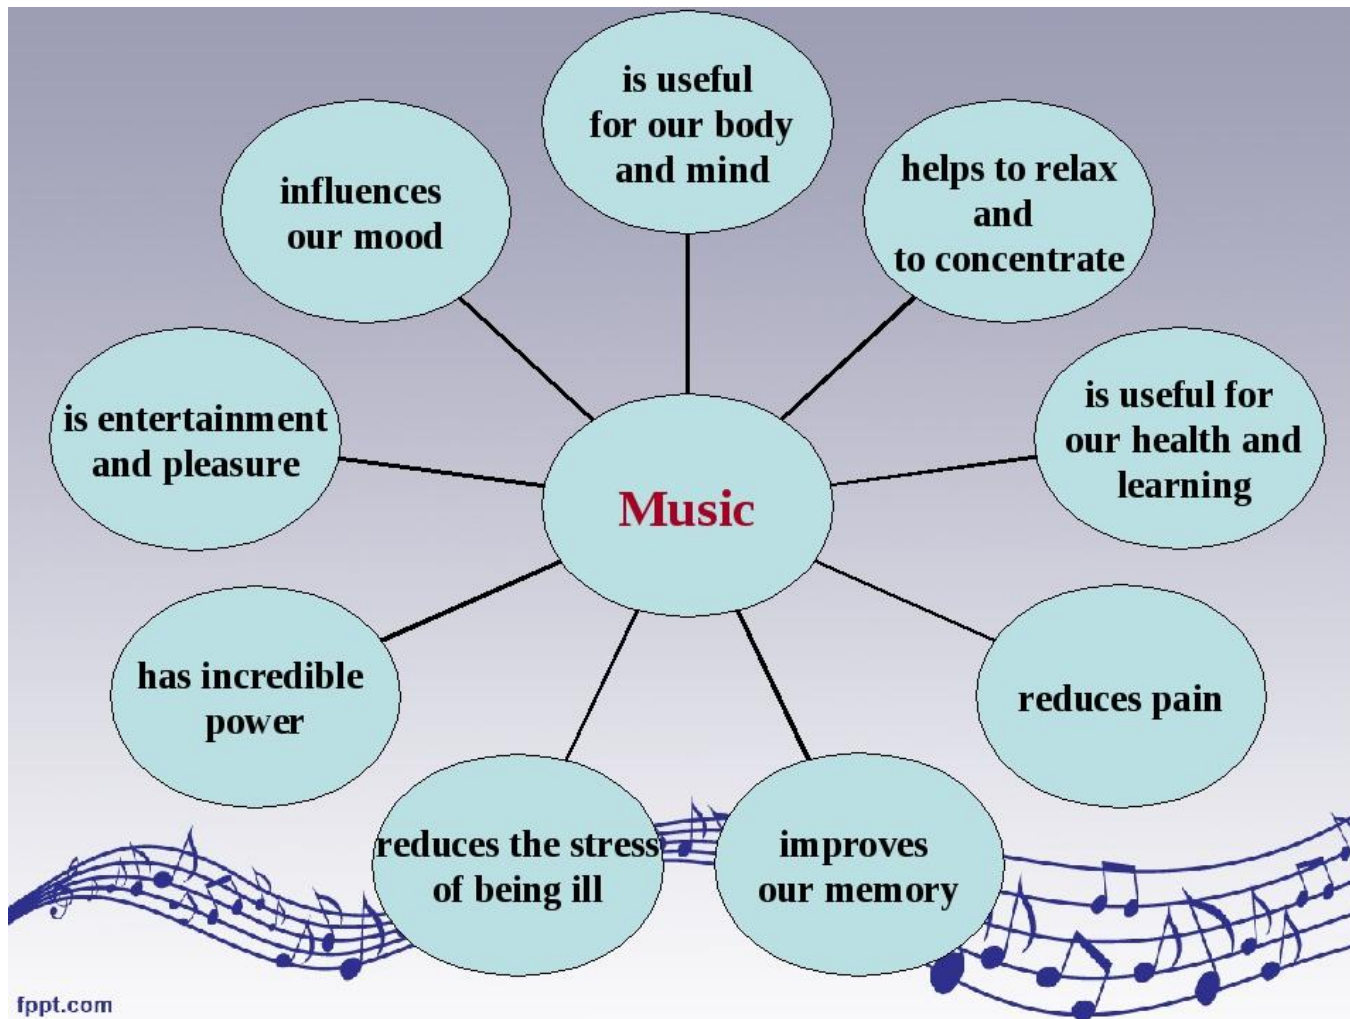 is useful
for our body
and mind
helps to relax
and
to concentrate
influences
our mood
is useful for
our health and
learning
is entertainment
and pleasure
Music
has incredible
power
reduces pain
reduces the stress
of being ill
improves
our memory
fppt.com